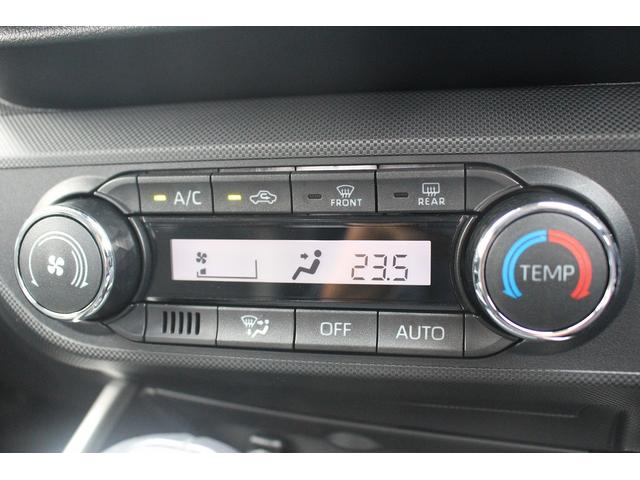 A/C
FRONT
REAR
23.5
TEMP
OFF
AUTO